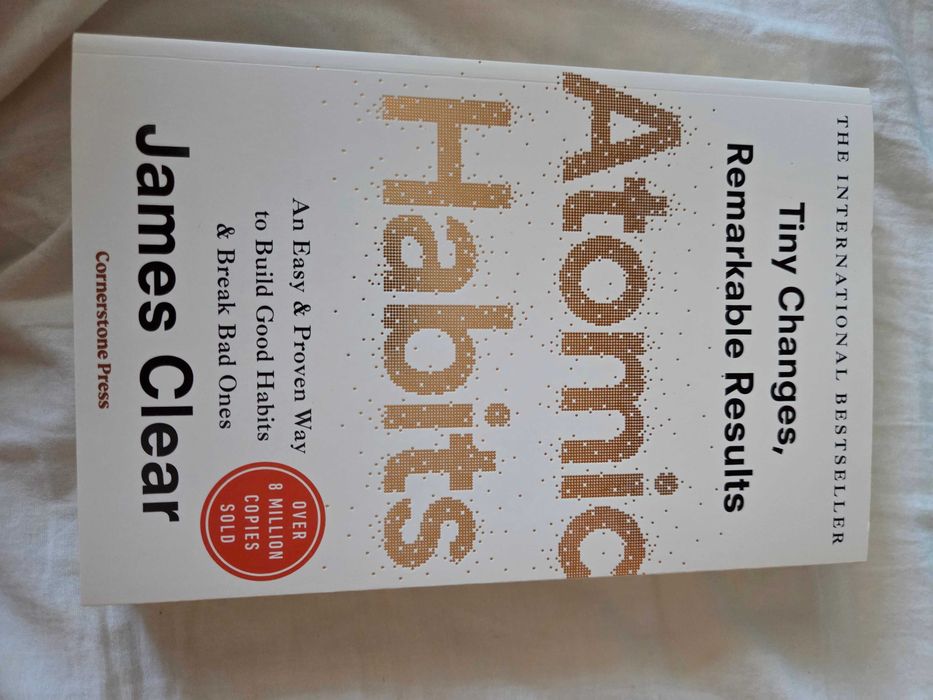 THE INTERNATIONAL BESTSELLER
Tiny Changes,
Remarkable Results
Atomic
Habits
An Easy & Proven Way
to Build Good Habits
& Break Bad Ones
OVER
8 MILLION
COPIES
SOLD
James Clear
Cornerstone Press